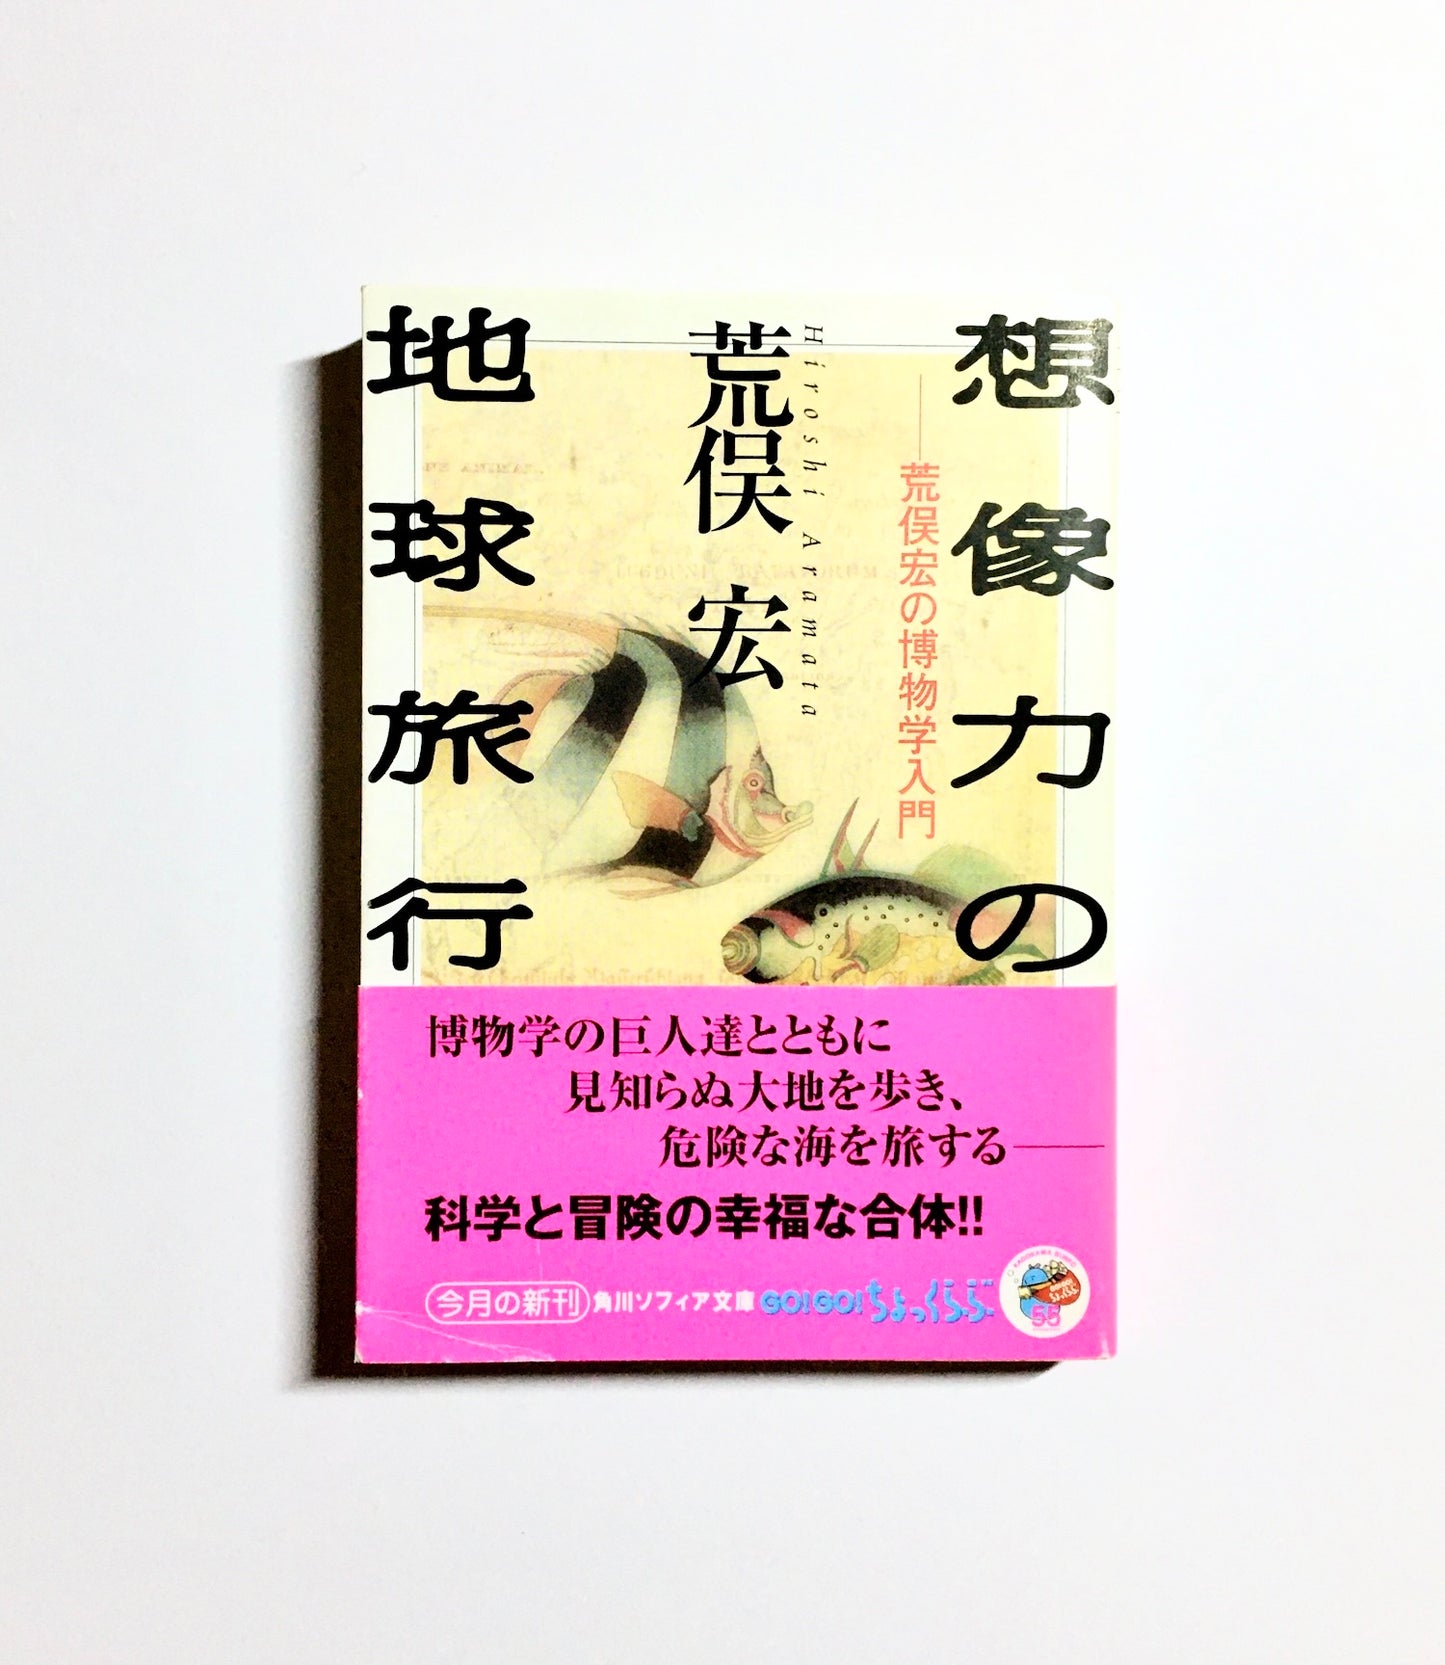 想像力の
地球旅行
——荒俣宏の博物学入門
荒俣 宏
Hiroshi Aramata
博物学の巨人達とともに
見知らぬ大地を歩き、
危険な海を旅する——
科学と冒険の幸福な合体!!
今月の新刊 角川ソフィア文庫 GO!GO!ちょっくらぶ
55